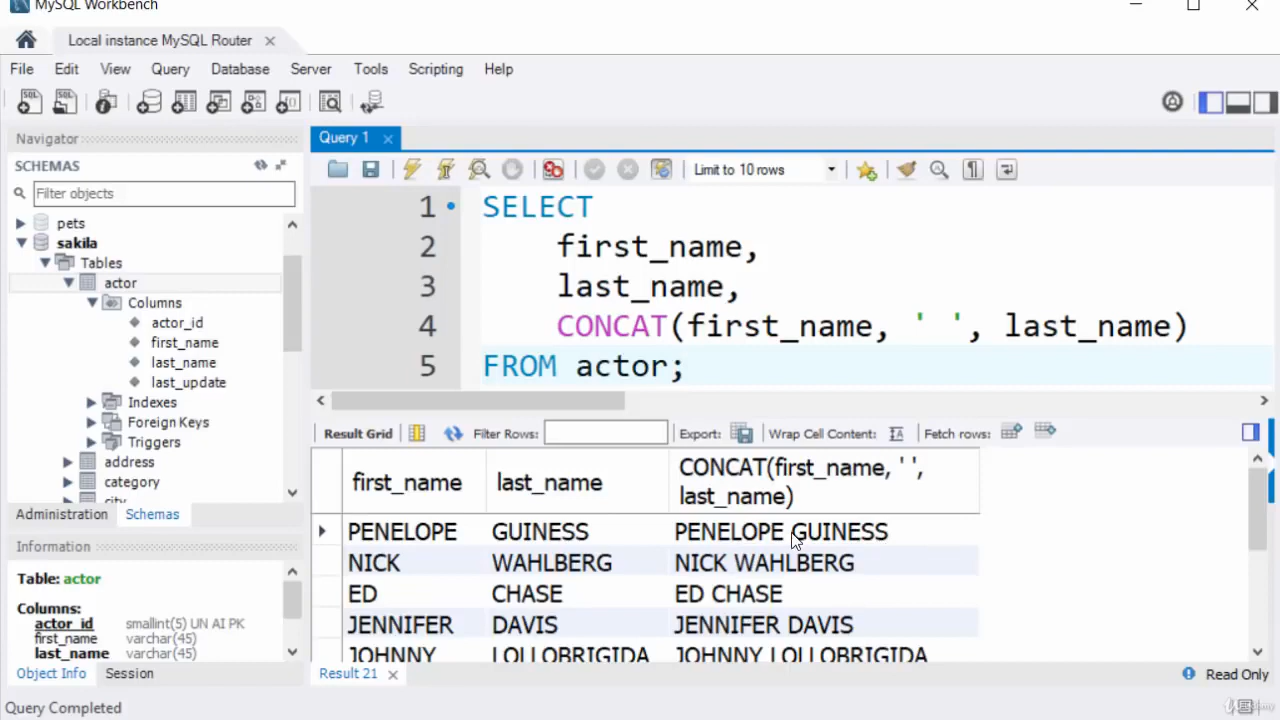 MySQL Workbench
Local instance MySQL Router
File Edit View Query Database Server Tools Scripting Help
Navigator
SCHEMAS
Filter objects
pets
sakila
Tables
actor
Columns
actor_id
first_name
last_name
last_update
Indexes
Foreign Keys
Triggers
address
category
city
Administration Schemas
Information
Table: actor
Columns:
actor_id smallint(5) UN AI PK
first_name varchar(45)
last_name varchar(45)
Object Info Session
Query Completed
Query 1
Limit to 10 rows
1 SELECT
2 first_name,
3 last_name,
4 CONCAT(first_name, ' ', last_name)
5 FROM actor;
Result Grid Filter Rows: Export: Wrap Cell Content: Fetch rows:
first_name last_name CONCAT(first_name, ' ',
last_name)
PENELOPE GUINESS PENELOPE GUINESS
NICK WAHLBERG NICK WAHLBERG
ED CHASE ED CHASE
JENNIFER DAVIS JENNIFER DAVIS
JOHNNY LOLLOBRIGIDA JOHNNY LOLLOBRIGIDA
Result 21 Read Only